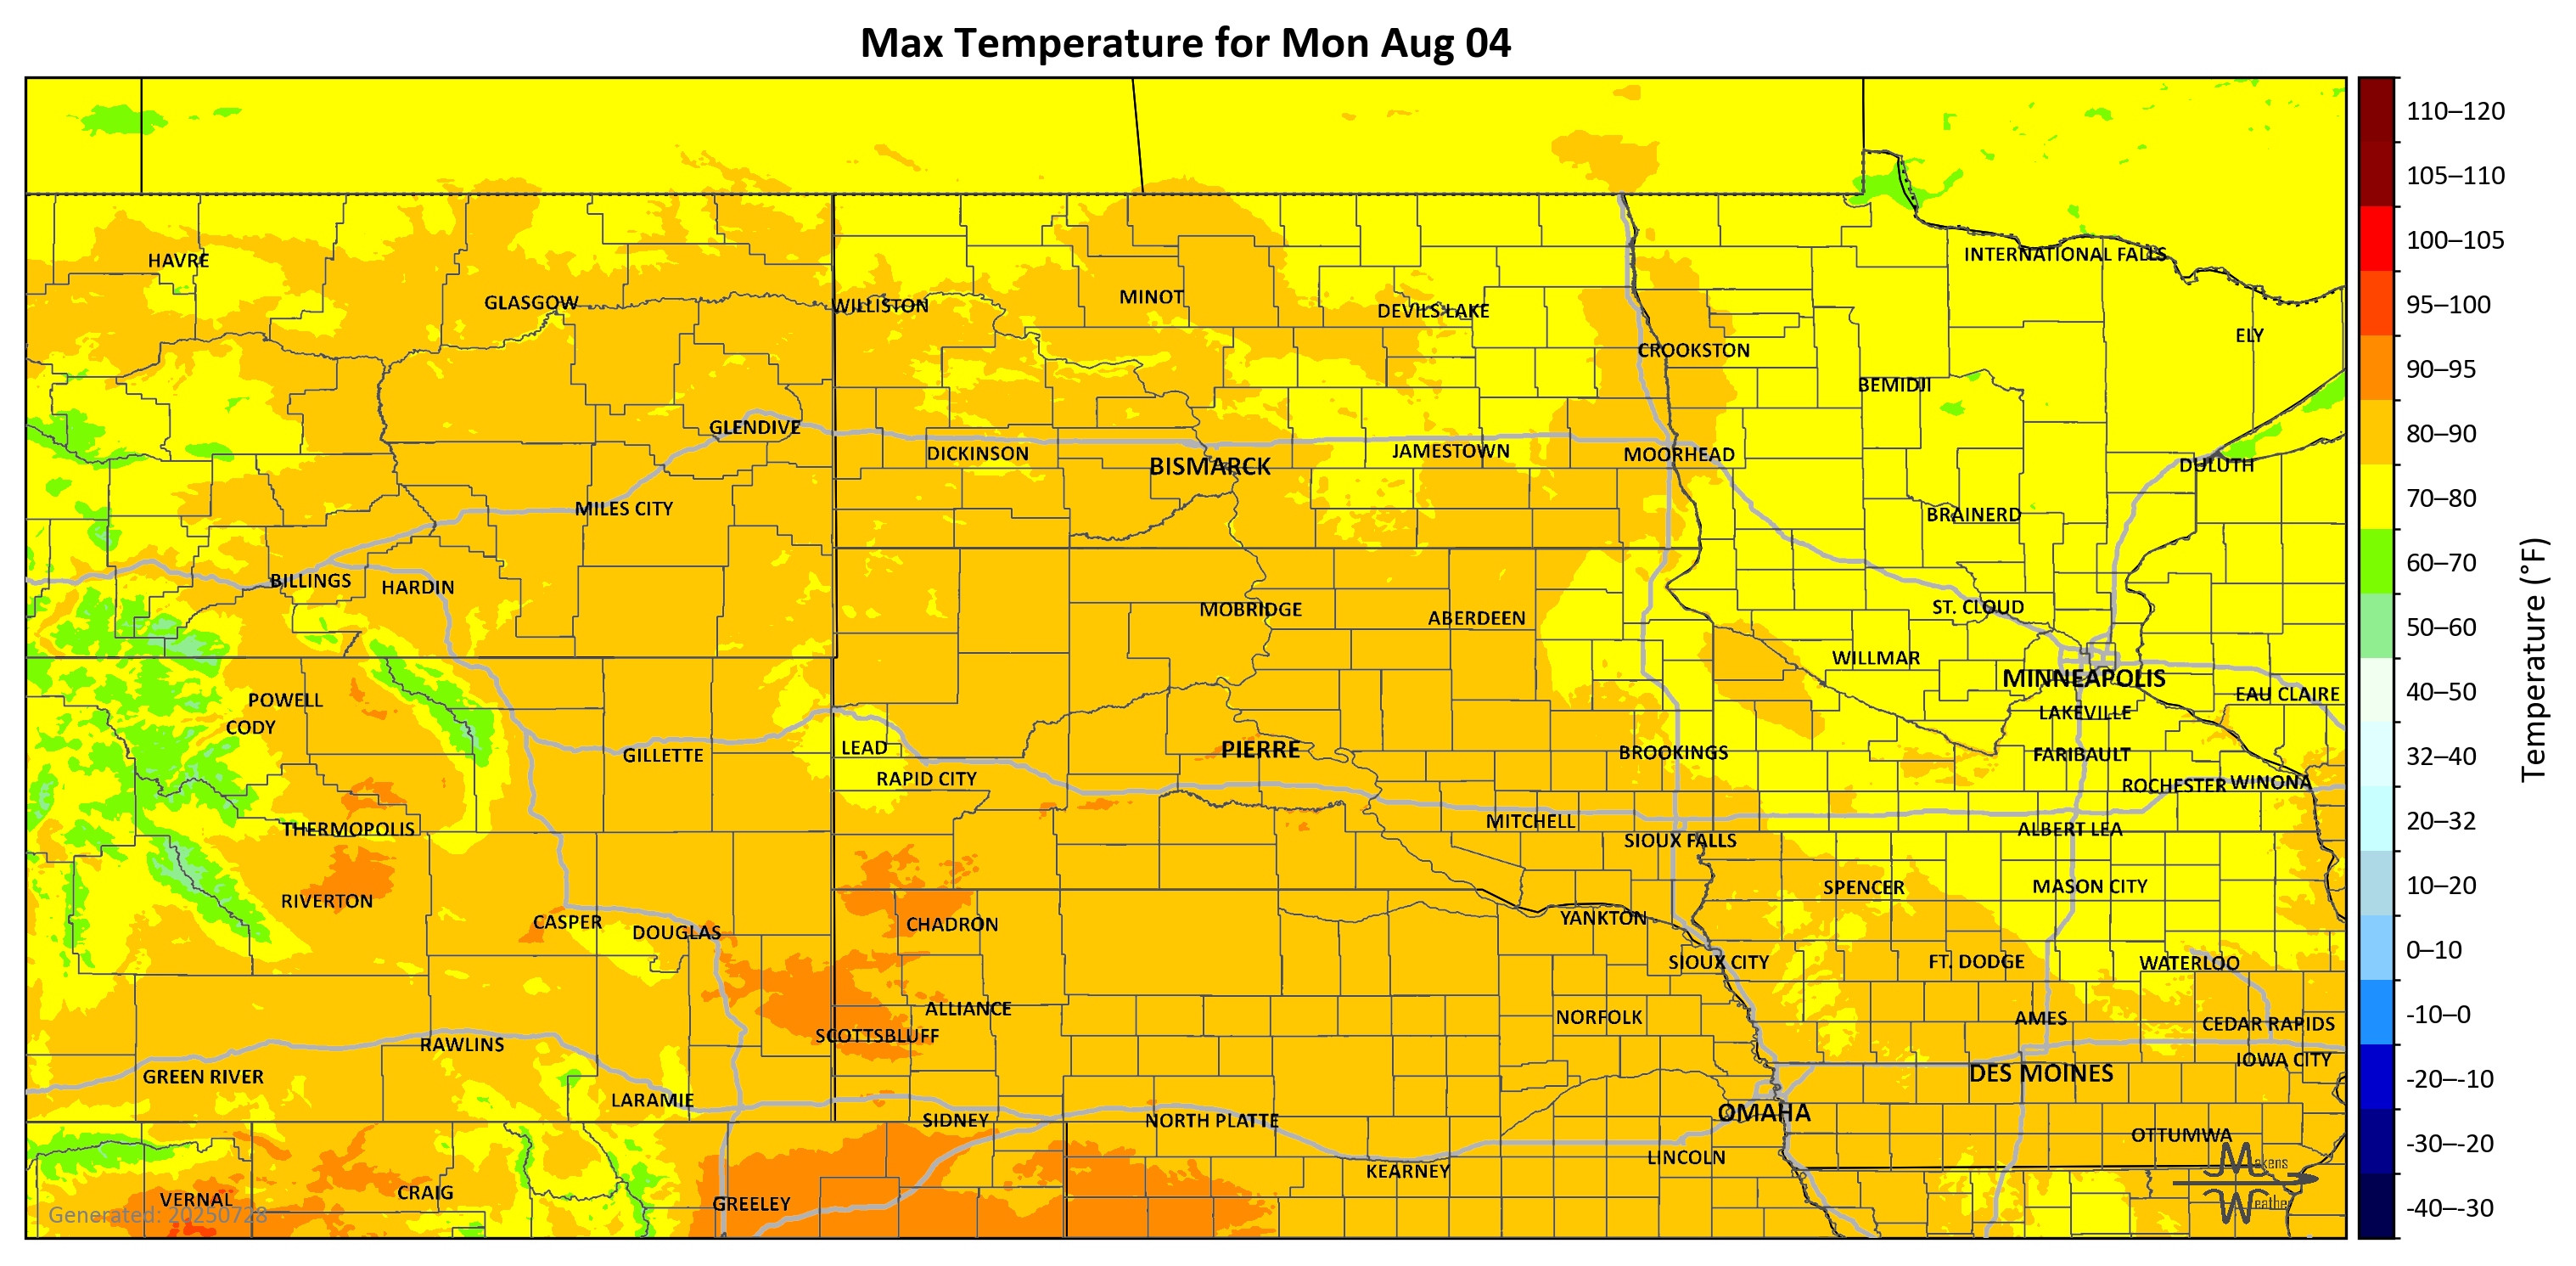 Max Temperature for Mon Aug 04
110–120
105–110
100–105
95–100
90–95
80–90
70–80
60–70
50–60
40–50
32–40
20–32
10–20
0–10
-10–0
-20–-10
-30–-20
-40–-30
Temperature (°F)
HAVRE
INTERNATIONAL FALLS
GLASGOW
WILLISTON
MINOT
DEVILS LAKE
ELY
CROOKSTON
BEMIDJI
GLENDIVE
DICKINSON
BISMARCK
JAMESTOWN
MOORHEAD
DULUTH
MILES CITY
BRAINERD
BILLINGS
HARDIN
MOBRIDGE
ABERDEEN
ST. CLOUD
WILLMAR
MINNEAPOLIS
EAU CLAIRE
POWELL
CODY
LAKEVILLE
GILLETTE
LEAD
PIERRE
BROOKINGS
FARIBAULT
RAPID CITY
ROCHESTER
WINONA
THERMOPOLIS
MITCHELL
SIOUX FALLS
ALBERT LEA
RIVERTON
SPENCER
MASON CITY
CASPER
DOUGLAS
CHADRON
YANKTON
SIOUX CITY
FT. DODGE
WATERLOO
ALLIANCE
NORFOLK
AMES
CEDAR RAPIDS
SCOTTSBLUFF
RAWLINS
IOWA CITY
GREEN RIVER
DES MOINES
LARAMIE
SIDNEY
NORTH PLATTE
OMAHA
OTTUMWA
KEARNEY
LINCOLN
Makens
Weather
VERNAL
CRAIG
GREELEY
Generated: 20250728